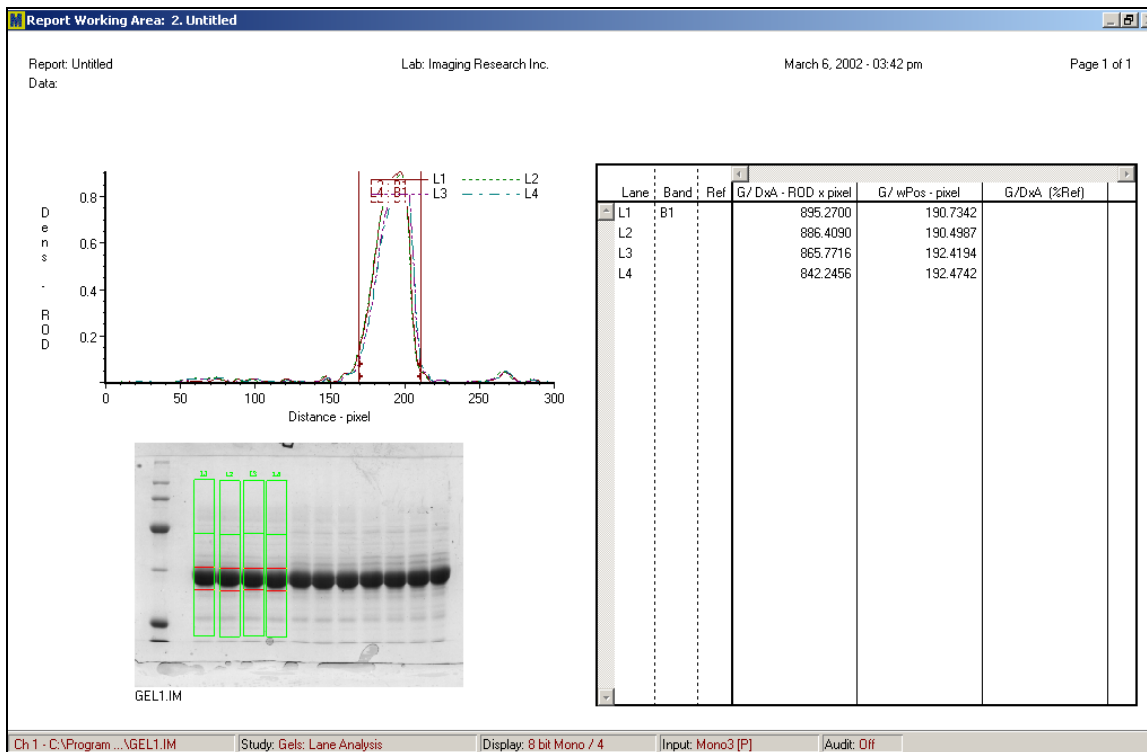 Report Working Area: 2. Untitled
Report: Untitled Lab: Imaging Research Inc. March 6, 2002 - 03:42 pm Page 1 of 1
Data:
Dens - ROD
0.8
0.6
0.4
0.2
0 50 100 150 200 250 300
Distance - pixel
L4 B1
L1 L2
L3 L4
Lane Band Ref G/ DxA - ROD x pixel G/ wPos - pixel G/DxA (%Ref)
L1 B1 895.2700 190.7342
L2 886.4090 190.4987
L3 865.7716 192.4194
L4 842.2456 192.4742
L2 L4
GEL1.IM
Ch 1 - C:\Program ...\GEL1.IM Study: Gels: Lane Analysis Display: 8 bit Mono / 4 Input: Mono3 [P] Audit: Off